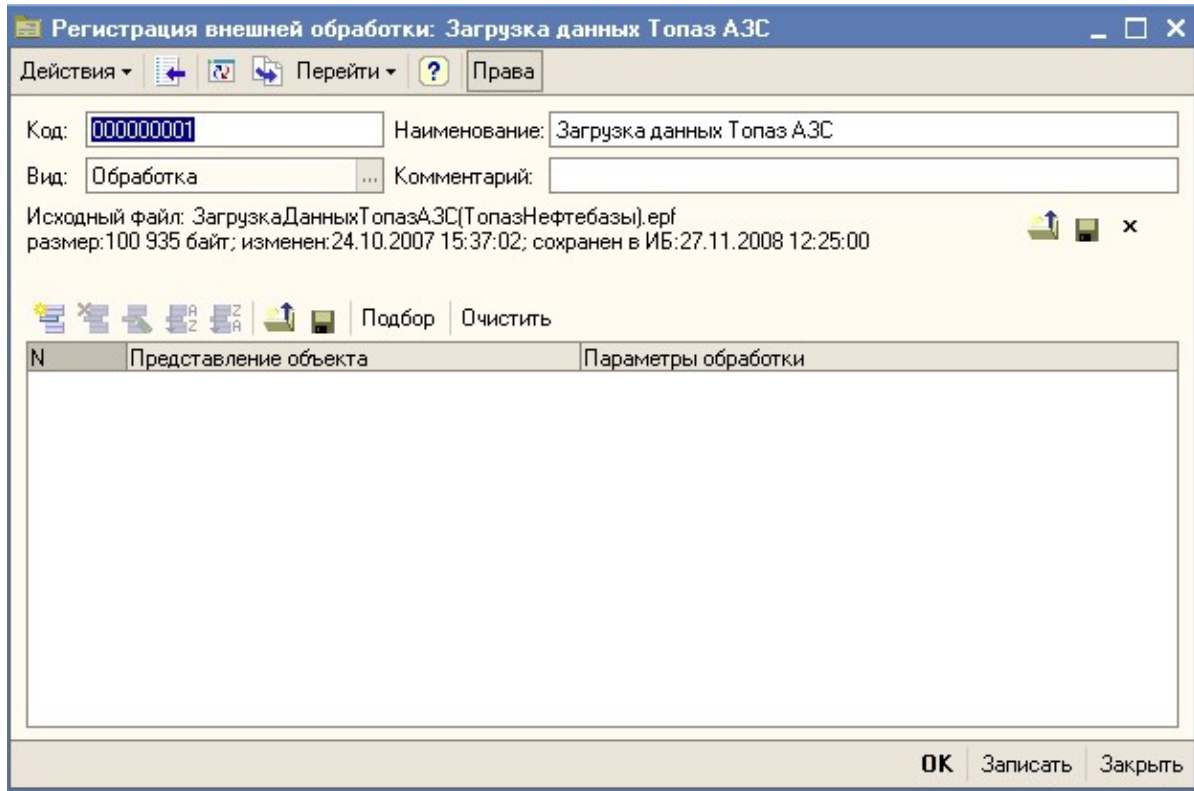 Регистрация внешней обработки: Загрузка данных Топаз АЗС
Действия Перейти ? Права
Код: 000000001 Наименование: Загрузка данных Топаз АЗС
Вид: Обработка ... Комментарий:
Исходный файл: ЗагрузкаДанныхТопазАЗС(ТопазНефтебазы).epf
размер:100 935 байт; изменен:24.10.2007 15:37:02; сохранен в ИБ:27.11.2008 12:25:00
Подбор Очистить
N Представление объекта Параметры обработки
OK Записать Закрыть